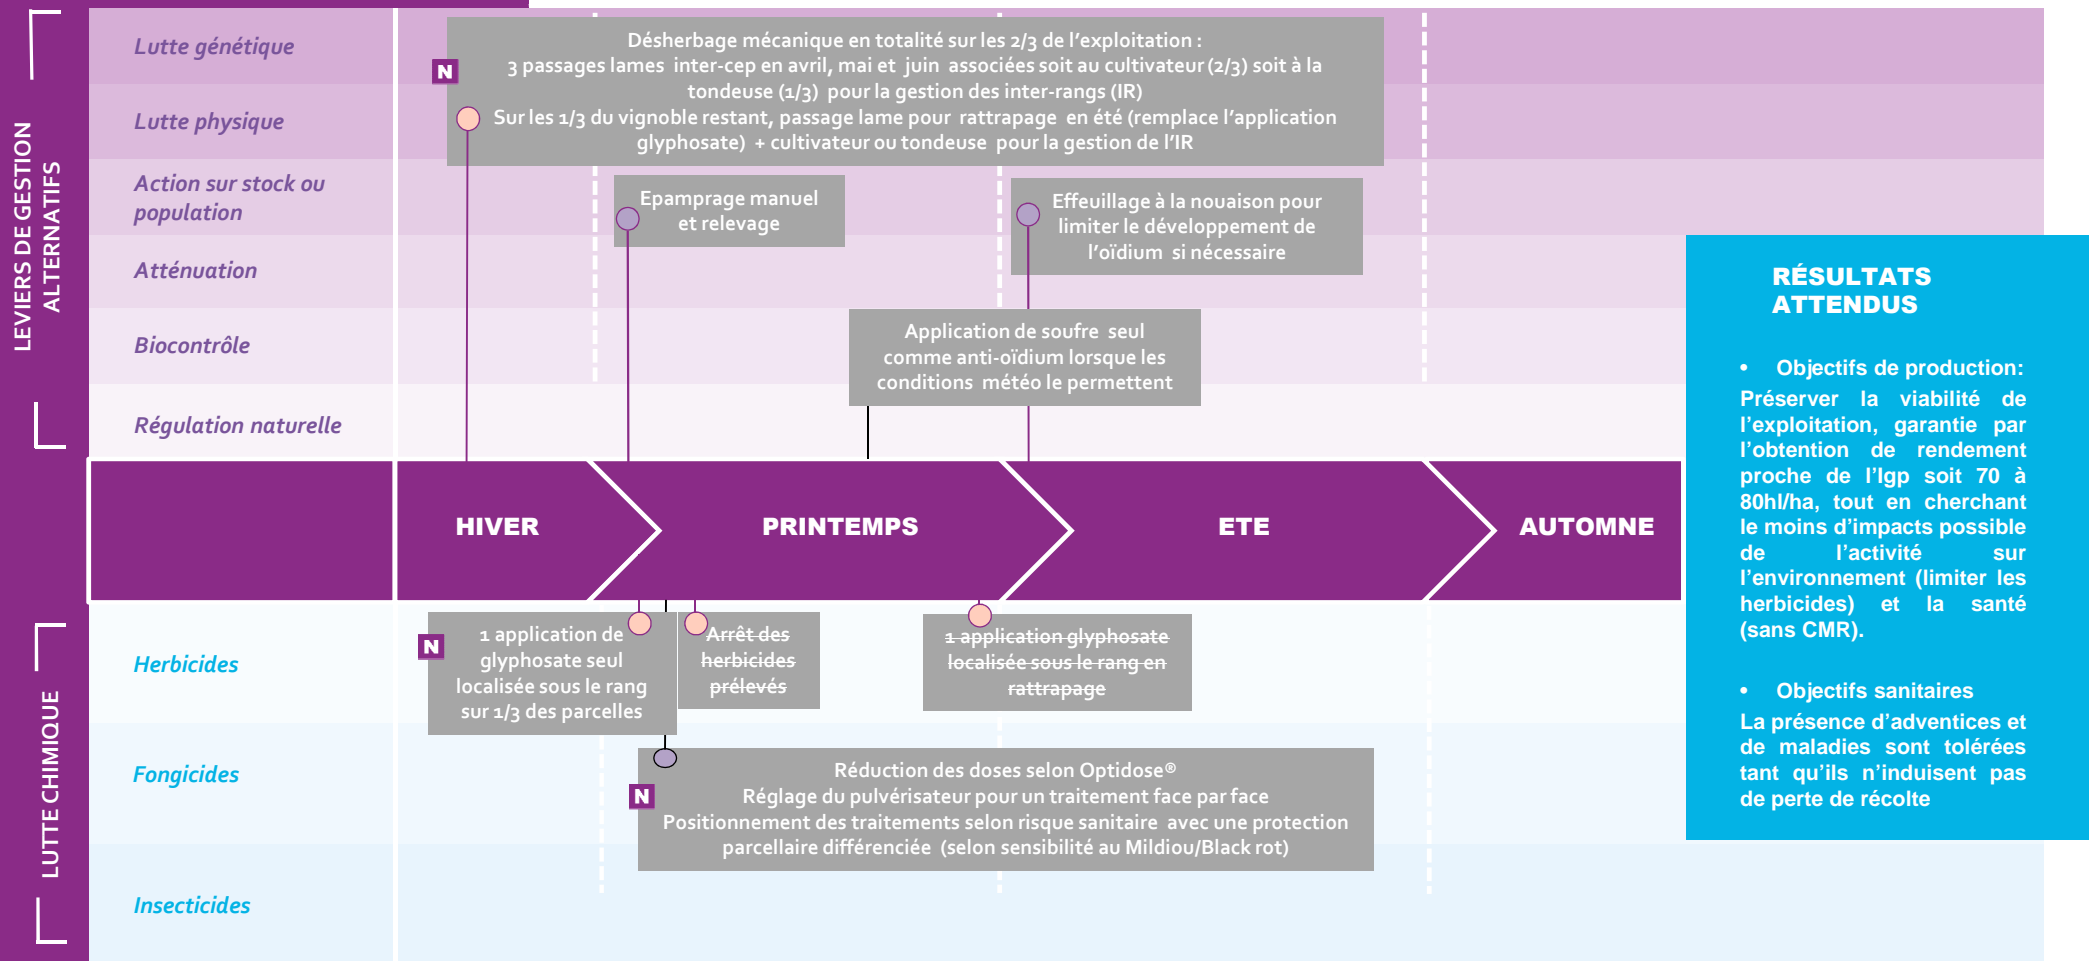 LEVIERS DE GESTION
ALTERNATIFS
Lutte génétique
Lutte physique
Action sur stock ou
population
Atténuation
Biocontrôle
Régulation naturelle
N
Désherbage mécanique en totalité sur les 2/3 de l'exploitation :
3 passages lames inter-cep en avril, mai et juin associées soit au cultivateur (2/3) soit à la
tondeuse (1/3) pour la gestion des inter-rangs (IR)
Sur les 1/3 du vignoble restant, passage lame pour rattrapage en été (remplace l'application
glyphosate) + cultivateur ou tondeuse pour la gestion de l'IR
Epamprage manuel
et relevage
Effeuillage à la nouaison pour
limiter le développement de
l'oïdium si nécessaire
Application de soufre seul
comme anti-oïdium lorsque les
conditions météo le permettent
HIVER
PRINTEMPS
ETE
AUTOMNE
LUTTE CHIMIQUE
Herbicides
Fongicides
Insecticides
N
1 application de
glyphosate seul
localisée sous le rang
sur 1/3 des parcelles
Arrêt des
herbicides
prélevés
1 application glyphosate
localisée sous le rang en
rattrapage
N
Réduction des doses selon Optidose®
Réglage du pulvérisateur pour un traitement face par face
Positionnement des traitements selon risque sanitaire avec une protection
parcellaire différenciée (selon sensibilité au Mildiou/Black rot)
RÉSULTATS
ATTENDUS
• Objectifs de production:
Préserver la viabilité de
l'exploitation, garantie par
l'obtention de rendement
proche de l'Igp soit 70 à
80hl/ha, tout en cherchant
le moins d'impacts possible
de l'activité sur
l'environnement (limiter les
herbicides) et la santé
(sans CMR).
• Objectifs sanitaires
La présence d'adventices et
de maladies sont tolérées
tant qu'ils n'induisent pas
de perte de récolte